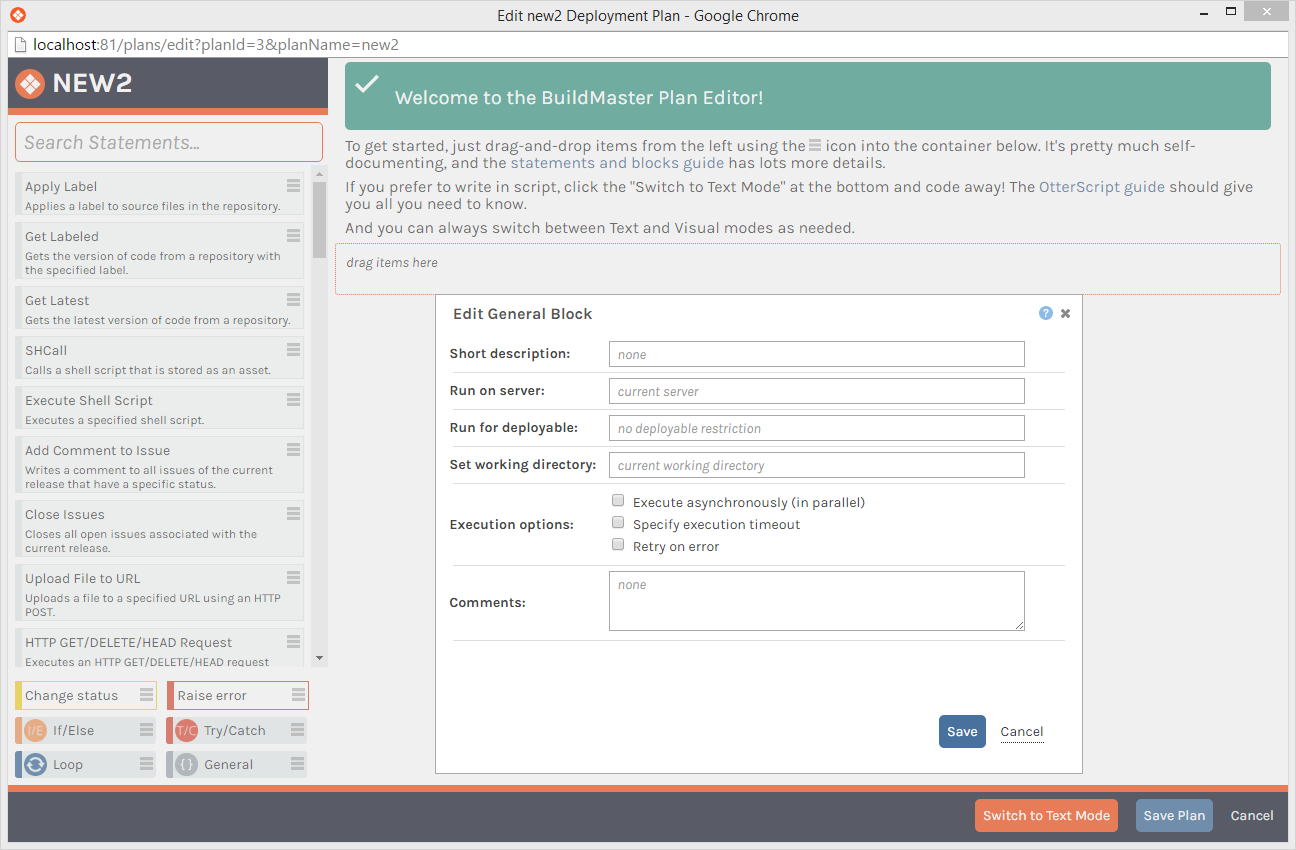 Edit new2 Deployment Plan - Google Chrome
localhost:81/plans/edit?planId=3&planName=new2
NEW2
Search Statements...
Apply Label
Applies a label to source files in the repository.
Get Labeled
Gets the version of code from a repository with
the specified label.
Get Latest
Gets the latest version of code from a repository.
SHCall
Calls a shell script that is stored as an asset.
Execute Shell Script
Executes a specified shell script.
Add Comment to Issue
Writes a comment to all issues of the current
release that have a specific status.
Close Issues
Closes all open issues associated with the
current release.
Upload File to URL
Uploads a file to a specified URL using an HTTP
POST.
HTTP GET/DELETE/HEAD Request
Executes an HTTP GET/DELETE/HEAD request
Change status
Raise error
I/E If/Else
T/C Try/Catch
Loop
{ } General
Welcome to the BuildMaster Plan Editor!
To get started, just drag-and-drop items from the left using the icon into the container below. It's pretty much self-
documenting, and the statements and blocks guide has lots more details.
If you prefer to write in script, click the "Switch to Text Mode" at the bottom and code away! The OtterScript guide should give
you all you need to know.
And you can always switch between Text and Visual modes as needed.
drag items here
Edit General Block
?
Short description:
none
Run on server:
current server
Run for deployable:
no deployable restriction
Set working directory:
current working directory
Execution options:
Execute asynchronously (in parallel)
Specify execution timeout
Retry on error
Comments:
none
Save
Cancel
Switch to Text Mode
Save Plan
Cancel